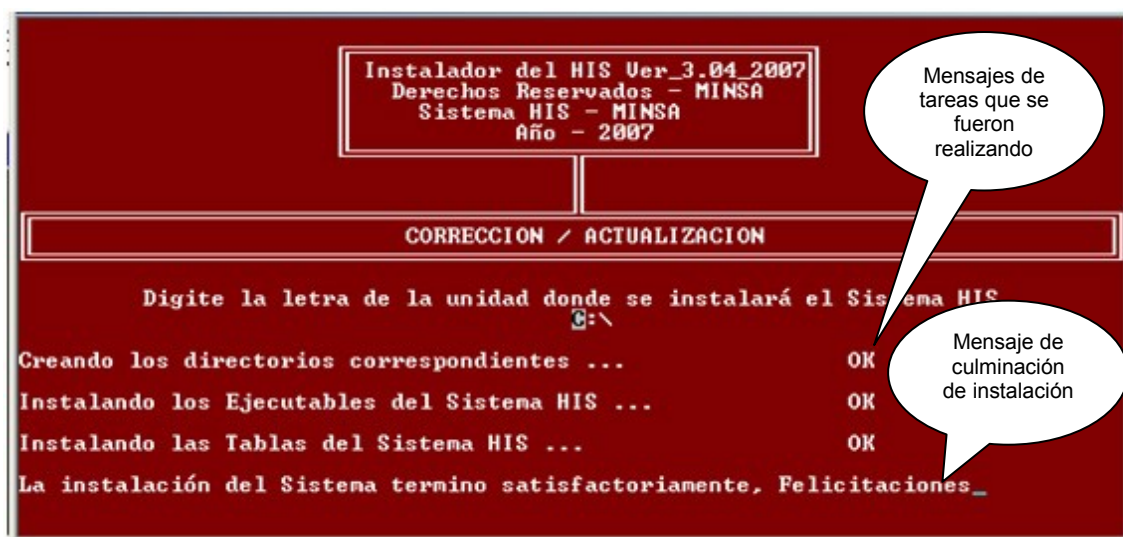 Instalador del HIS Ver_3.04_2007
Derechos Reservados - MINSA
Sistema HIS - MINSA
Año - 2007
Mensajes de
tareas que se
fueron
realizando
CORRECCION / ACTUALIZACION
Digite la letra de la unidad donde se instalará el Sistema HIS
C:\
Creando los directorios correspondientes ... OK
Instalando los Ejecutables del Sistema HIS ... OK
Instalando las Tablas del Sistema HIS ... OK
La instalación del Sistema termino satisfactoriamente, Felicitaciones_
Mensaje de
culminación
de instalación